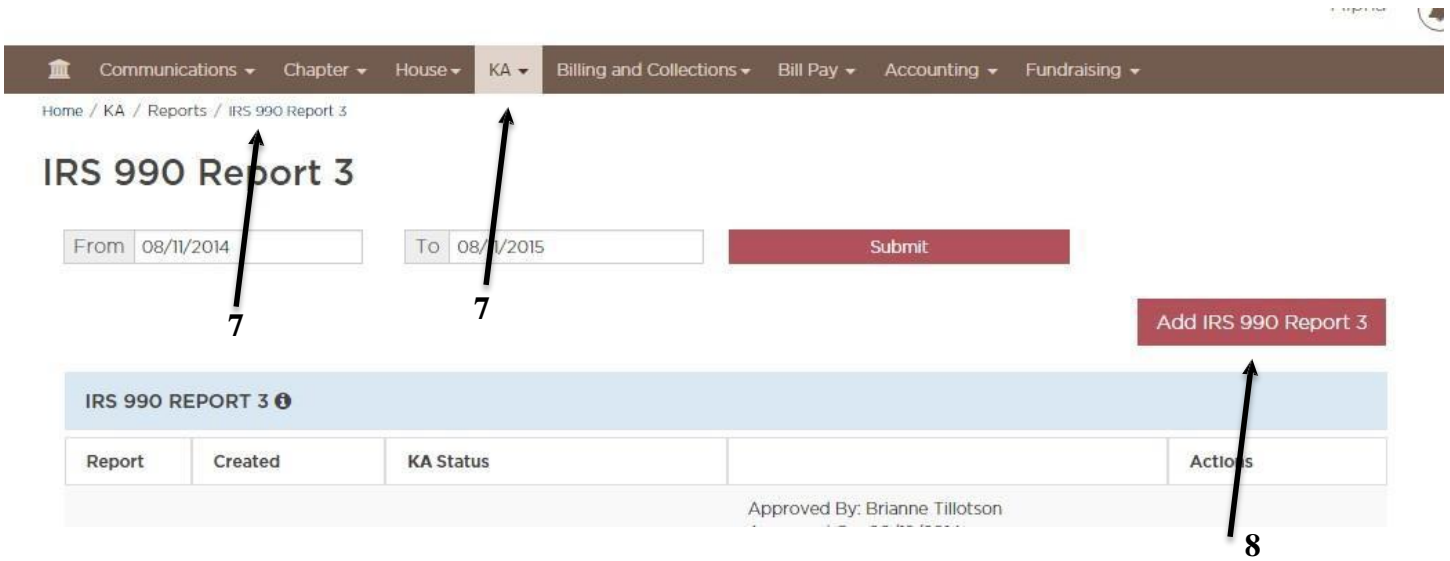 Communications Chapter House KA Billing and Collections Bill Pay Accounting Fundraising
Home / KA / Reports / IRS 990 Report 3
IRS 990 Report 3
From 08/11/2014 To 08/11/2015 Submit
7 7
Add IRS 990 Report 3
IRS 990 REPORT 3
Report Created KA Status Actions
Approved By: Brianne Tillotson
8